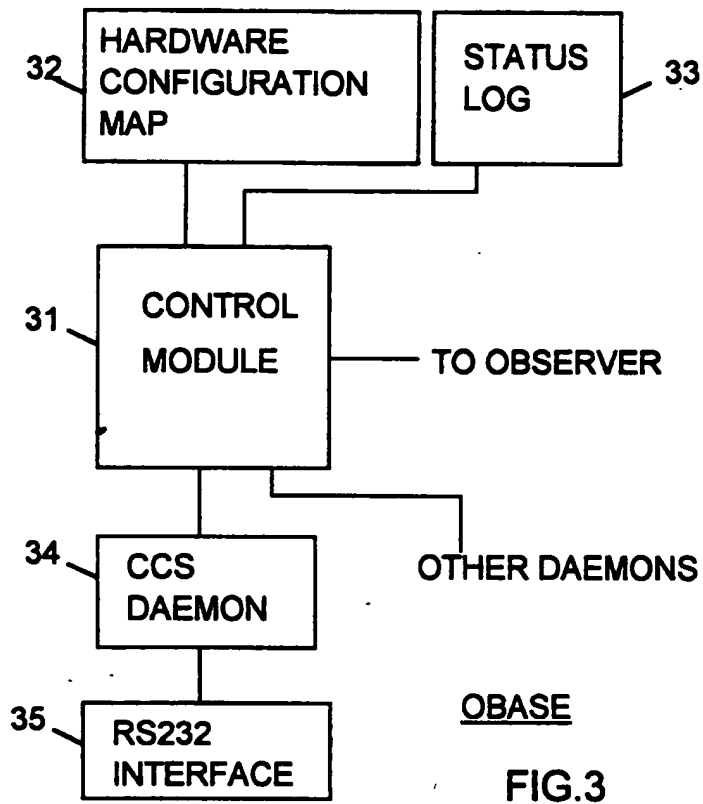 HARDWARE
CONFIGURATION
MAP
32
STATUS
LOG
33
CONTROL
MODULE
31
TO OBSERVER
CCS
DAEMON
34
OTHER DAEMONS
RS232
INTERFACE
35
OBASE
FIG.3